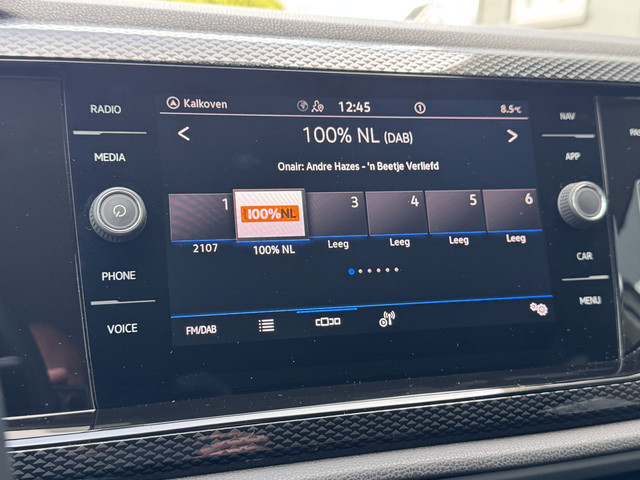 RADIO
MEDIA
PHONE
VOICE
Kalkoven
12:45
8.5°C
100% NL (DAB)
Onair: Andre Hazes - 'n Beetje Verliefd
1
100%NL
3
4
5
6
2107
100% NL
Leeg
Leeg
Leeg
Leeg
FM/DAB
NAV
APP
CAR
MENU